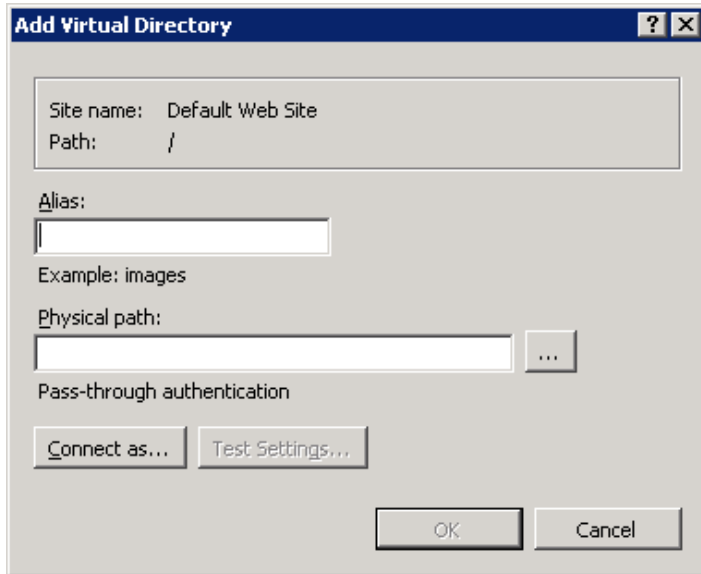 Add Virtual Directory
Site name: Default Web Site
Path: /
Alias:
Example: images
Physical path:
...
Pass-through authentication
Connect as... Test Settings...
OK Cancel